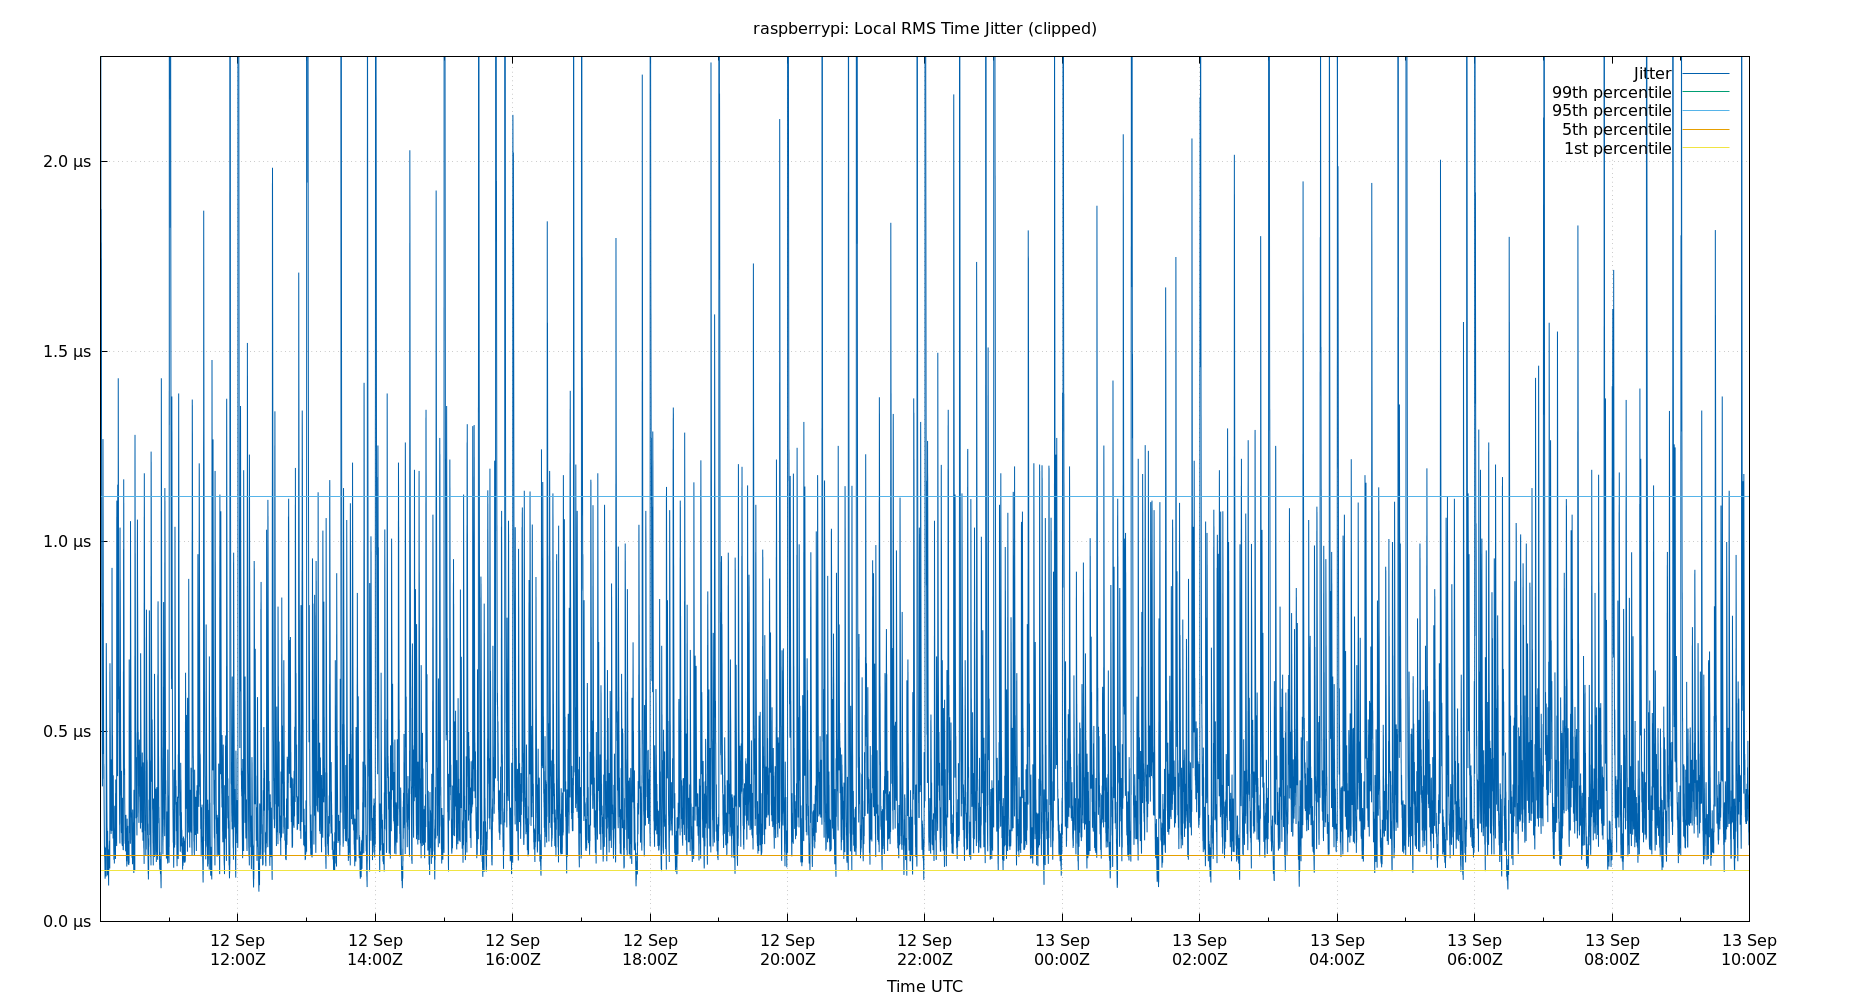 raspberrypi: Local RMS Time Jitter (clipped)
Jitter
99th percentile
95th percentile
5th percentile
1st percentile
2.0 µs
1.5 µs
1.0 µs
0.5 µs
0.0 µs
12 Sep 12 Sep 12 Sep 12 Sep 12 Sep 12 Sep 13 Sep 13 Sep 13 Sep 13 Sep 13 Sep 13 Sep
12:00Z 14:00Z 16:00Z 18:00Z 20:00Z 22:00Z 00:00Z 02:00Z 04:00Z 06:00Z 08:00Z 10:00Z
Time UTC